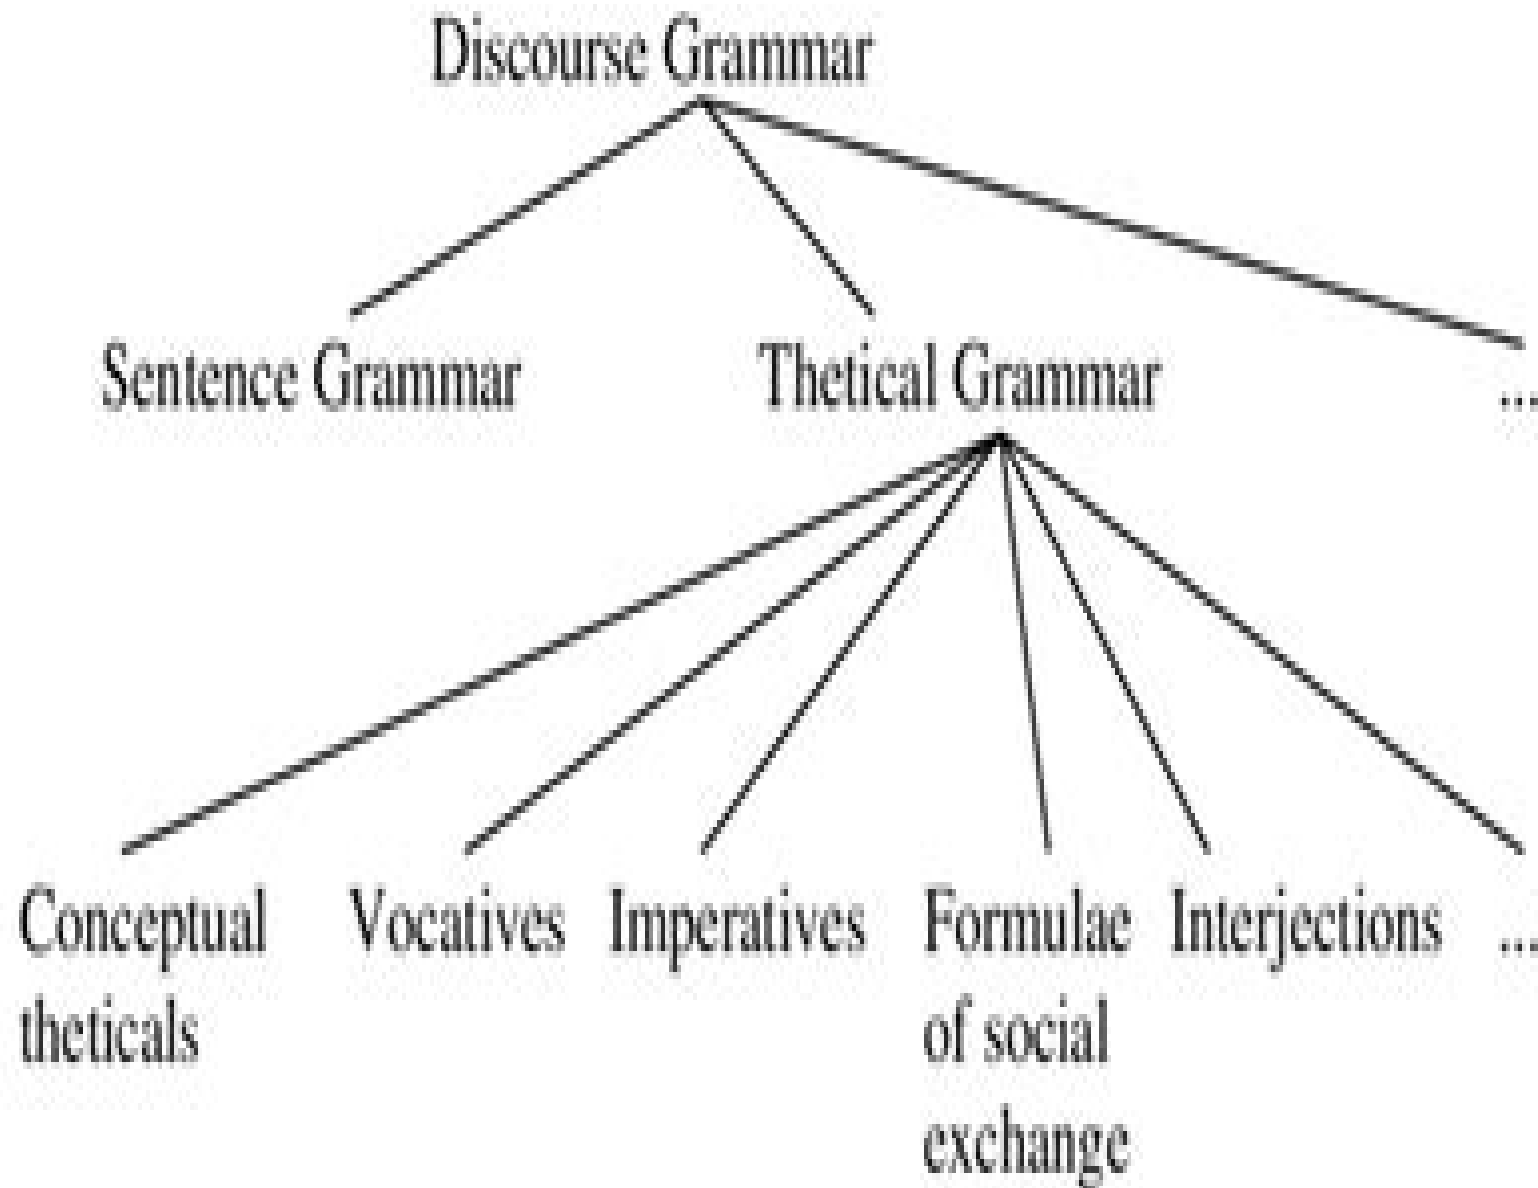 Discourse Grammar
Sentence Grammar Thetical Grammar ...
Conceptual Vocatives Imperatives Formulae Interjections ...
theticals of social
exchange